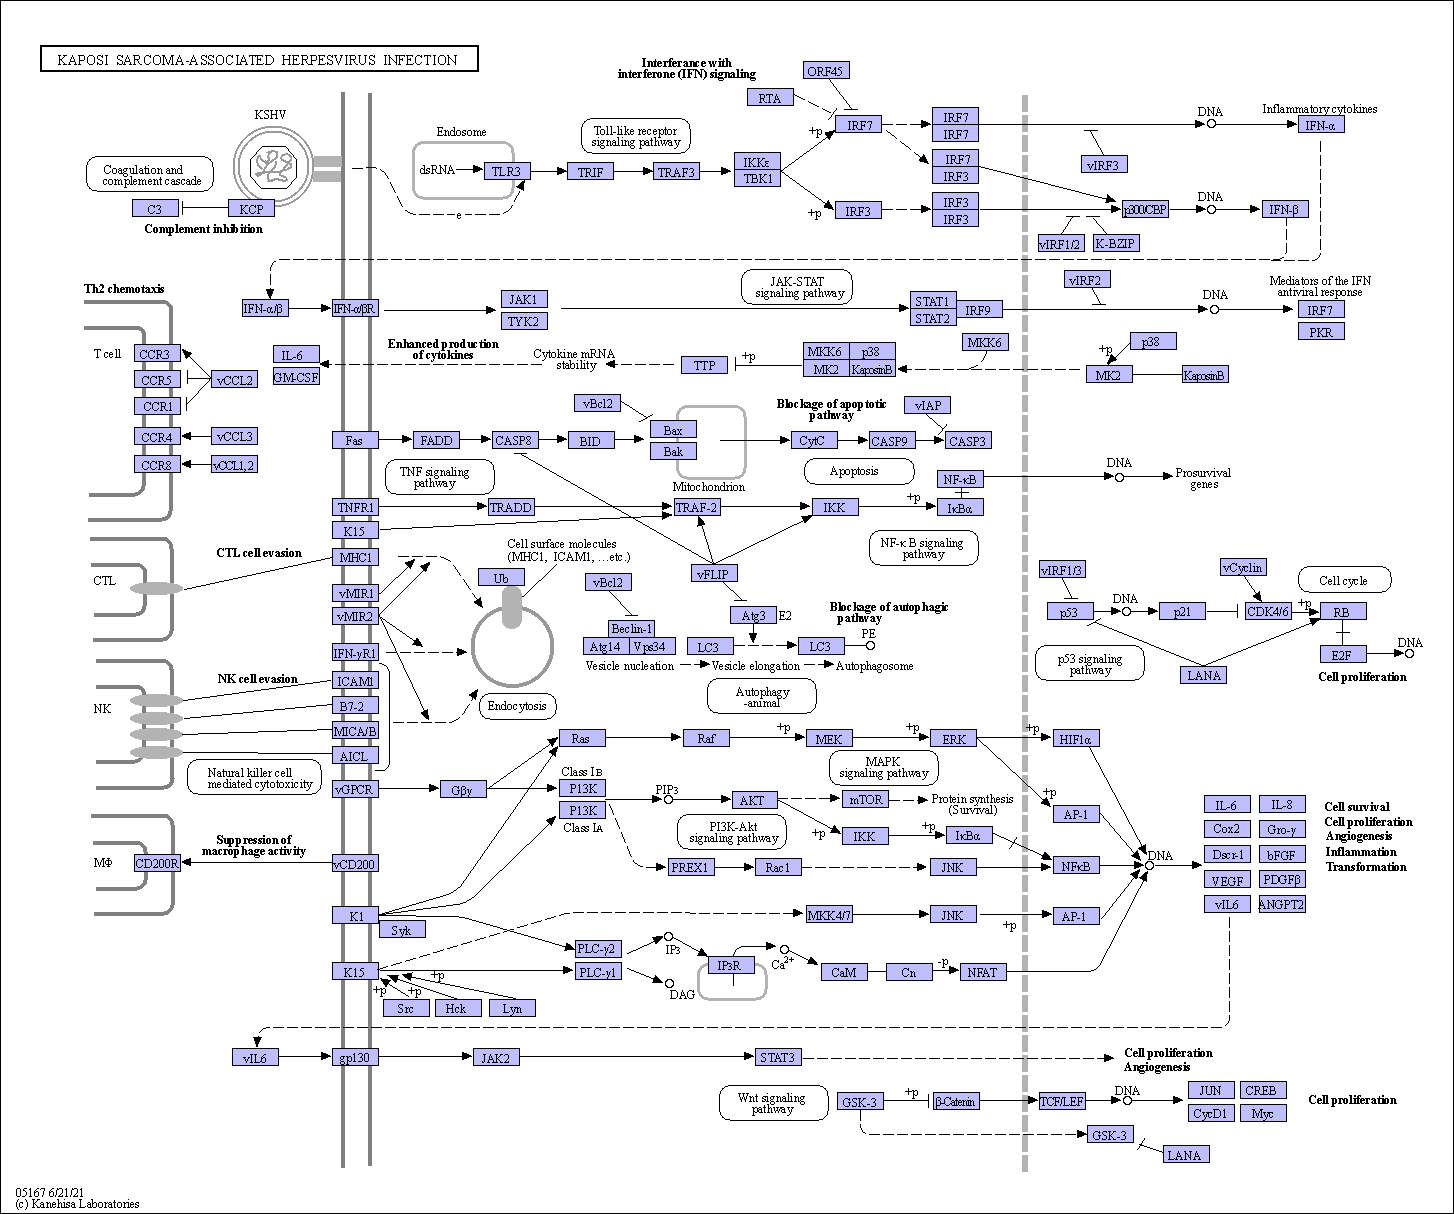 KAPOSI SARCOMA-ASSOCIATED HERPESVIRUS INFECTION
Interferance with
interferone (IFN) signaling
ORF45
RTA
KSHV
Endosome
Toll-like receptor
signaling pathway
+p
IRF7
IRF7
IRF7
DNA
Inflammatory cytokines
IFN-α
vIRF3
Coagulation and
complement cascade
dsRNA
TLR3
TRIF
TRAF3
IKKε
TBK1
IRF7
IRF3
C3
KCP
e
+p
IRF3
IRF3
IRF3
p300/CBP
DNA
IFN-β
Complement inhibition
vIRF1/2
K-BZIP
Th2 chemotaxis
JAK-STAT
signaling pathway
vIRF2
Mediators of the IFN
antiviral response
IFN-α/β
IFN-α/βR
JAK1
TYK2
STAT1
STAT2
IRF9
DNA
IRF7
PKR
T cell
CCR3
CCR5
CCR1
CCR4
CCR8
vCCL2
vCCL3
vCCL1,2
IL-6
GM-CSF
Enhanced production
of cytokines
Cytokine mRNA
stability
TTP
+p
MKK6
p38
MK2
KaposinB
MKK6
+p
p38
MK2
KaposinB
vBcl2
Blockage of apoptotic
pathway
vIAP
Fas
FADD
CASP8
BID
Bax
Bak
CytC
CASP9
CASP3
TNF signaling
pathway
Mitochondrion
Apoptosis
NF-κB
DNA
Prosurvival
genes
TNFR1
TRADD
TRAF-2
IKK
+p
IκBα
K15
NF-κ B signaling
pathway
CTL
CTL cell evasion
MHC1
vMIR1
vMIR2
IFN-γR1
Cell surface molecules
(MHC1, ICAM1, ...etc.)
Ub
vBcl2
vFLIP
Atg3
E2
Blockage of autophagic
pathway
Beclin-1
Atg14
Vps34
LC3
LC3
PE
Vesicle nucleation
Vesicle elongation
Autophagosome
vIRF1/3
vCyclin
Cell cycle
p53
DNA
p21
CDK4/6
+p
RB
p53 signaling
pathway
LANA
E2F
DNA
Cell proliferation
NK
NK cell evasion
ICAM1
B7-2
MICA/B
AICL
Endocytosis
Autophagy
-animal
Natural killer cell
mediated cytotoxicity
Ras
Raf
+p
MEK
+p
ERK
+p
HIF1α
MAPK
signaling pathway
vGPCR
Gβγ
Class IB
P13K
P13K
Class IA
PIP3
AKT
mTOR
Protein synthesis
(Survival)
+p
AP-1
PI3K-Akt
signaling pathway
+p
IKK
+p
IκBα
IL-6
IL-8
Cox2
Gro-γ
Dscr-1
bFGF
VEGF
PDGFβ
vIL6
ANGPT2
Cell survival
Cell proliferation
Angiogenesis
Inflammation
Transformation
MΦ
CD200R
Suppression of
macrophage activity
vCD200
PREX1
Rac1
JNK
NFκB
DNA
K1
Syk
MKK4/7
JNK
+p
AP-1
K15
PLC-γ2
PLC-γ1
IP3
DAG
IP3R
Ca2+
CaM
Cn
-p
NFAT
+p
+p
+p
Src
Hck
Lyn
vIL6
gp130
JAK2
STAT3
Cell proliferation
Angiogenesis
Wnt signaling
pathway
GSK-3
+p
β-Catenin
TCF/LEF
DNA
JUN
CREB
CycD1
Myc
Cell proliferation
GSK-3
LANA
05167 6/21/21
(c) Kanehisa Laboratories